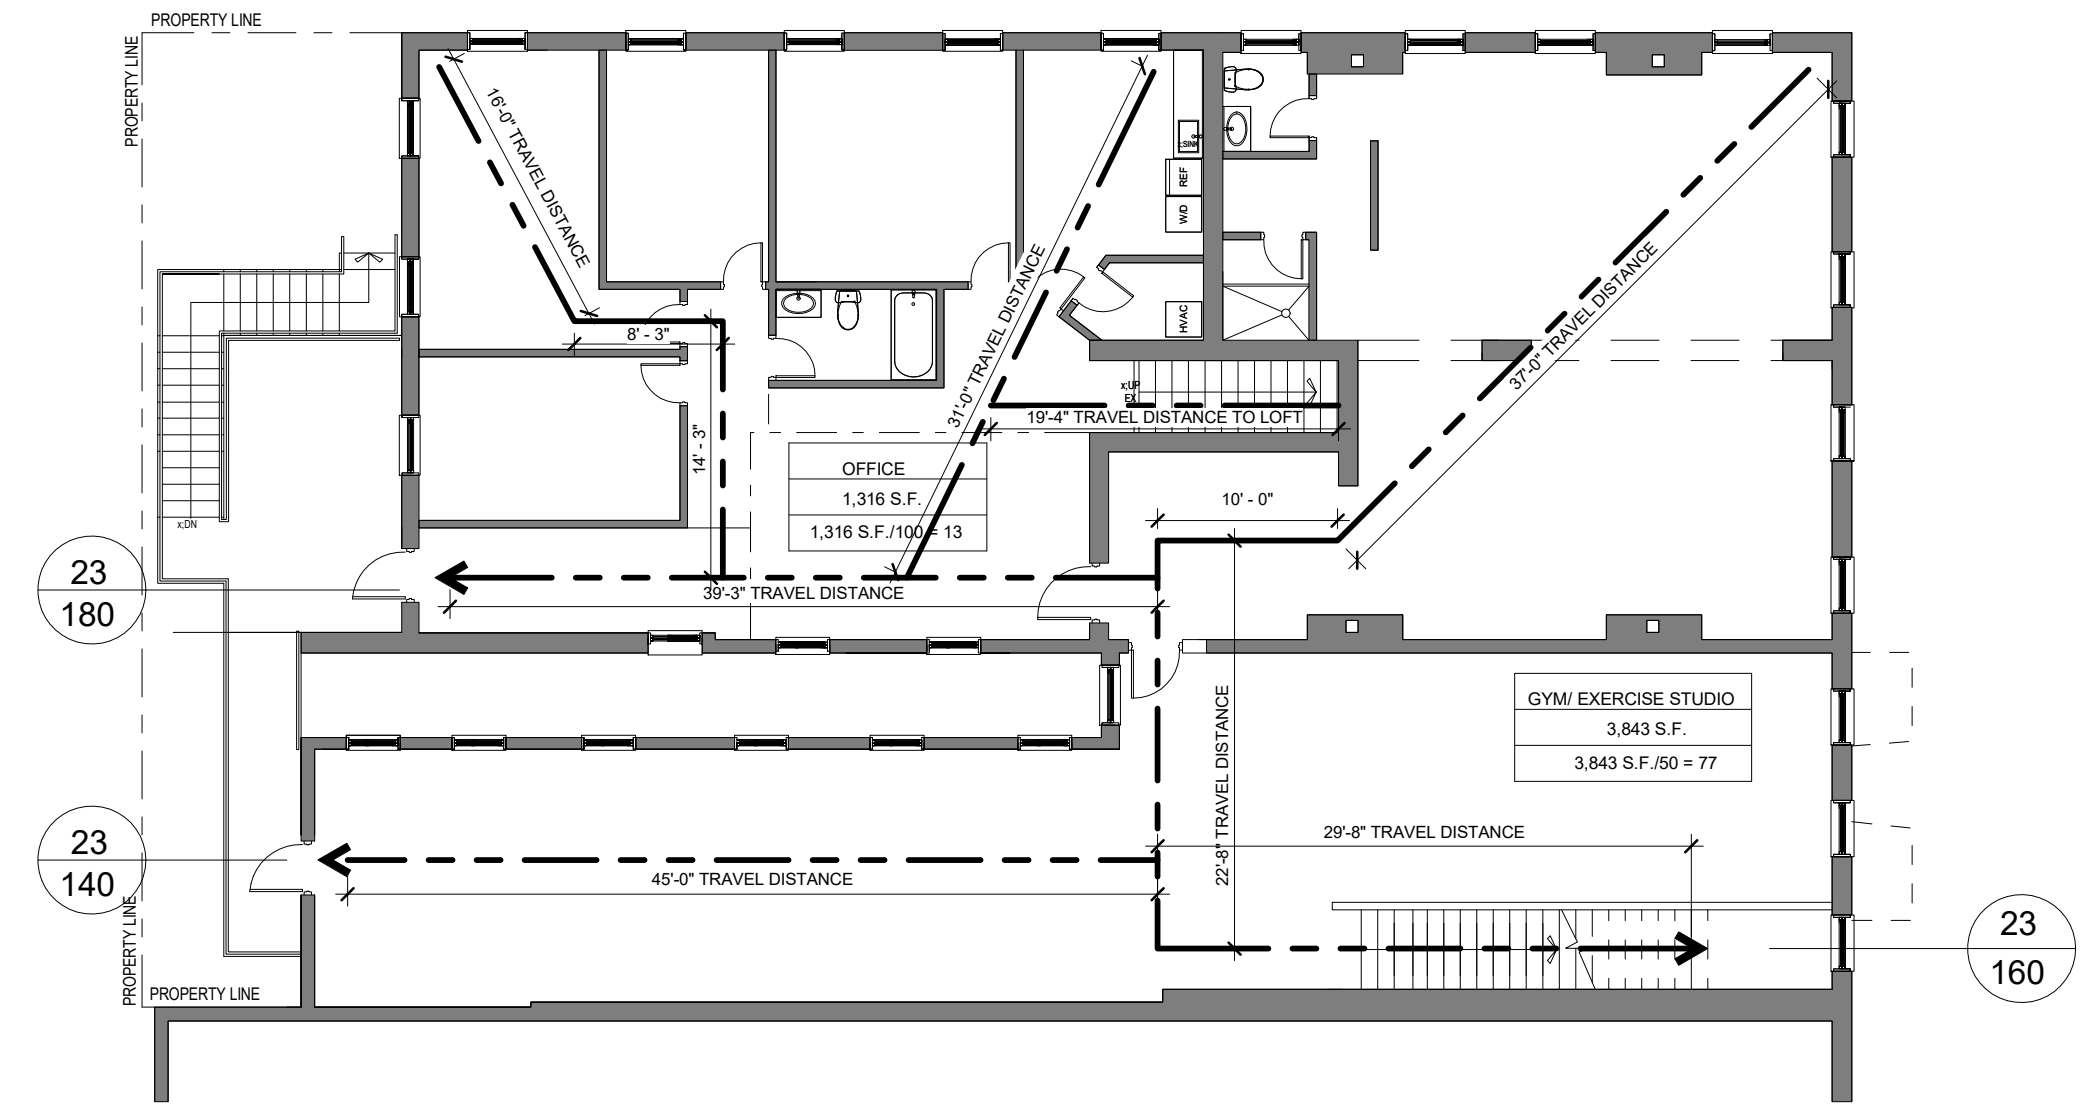 PROPERTY LINE
PROPERTY LINE
16'-0" TRAVEL DISTANCE
x;SINK
REF
W/D
HVAC
31'-0" TRAVEL DISTANCE
37'-0" TRAVEL DISTANCE
8' - 3"
14' - 3"
x;UP
EX
19'-4" TRAVEL DISTANCE TO LOFT
OFFICE
1,316 S.F.
1,316 S.F./100 = 13
10' - 0"
x;DN
23
180
39'-3" TRAVEL DISTANCE
GYM/ EXERCISE STUDIO
3,843 S.F.
3,843 S.F./50 = 77
22'-8" TRAVEL DISTANCE
29'-8" TRAVEL DISTANCE
23
140
45'-0" TRAVEL DISTANCE
PROPERTY LINE
PROPERTY LINE
23
160